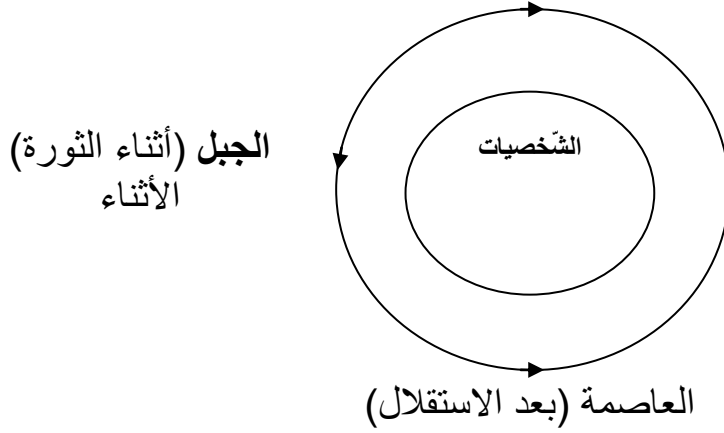 الشّخصيات
الجبل (أثناء الثورة)
الأثناء
العاصمة (بعد الاستقلال)